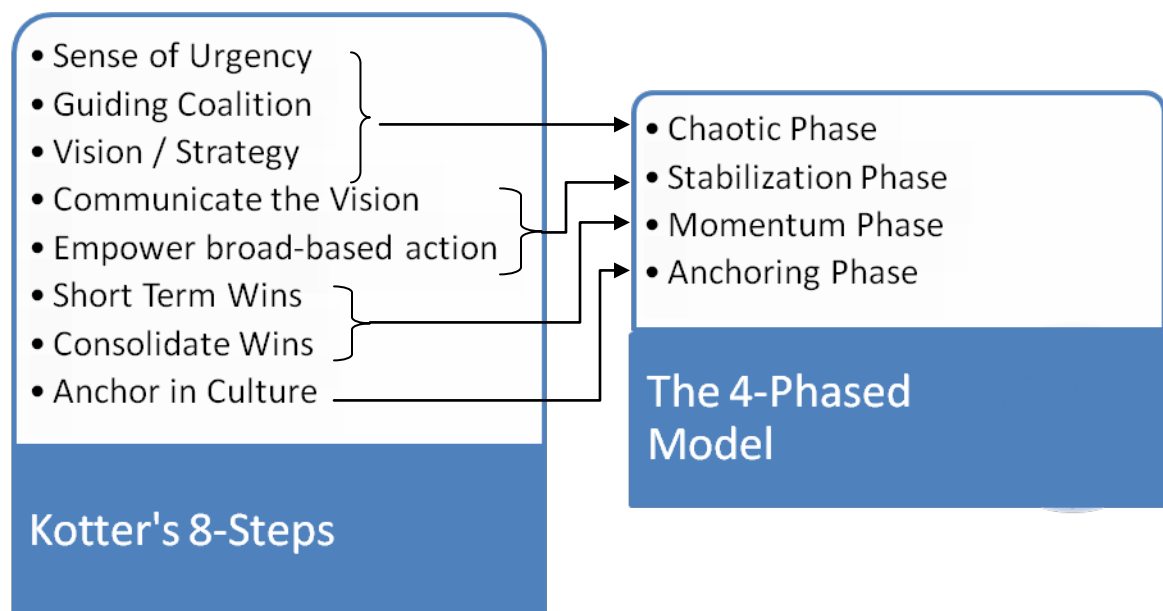 • Sense of Urgency
• Guiding Coalition
• Vision / Strategy
• Communicate the Vision
• Empower broad-based action
• Short Term Wins
• Consolidate Wins
• Anchor in Culture
Kotter's 8-Steps
• Chaotic Phase
• Stabilization Phase
• Momentum Phase
• Anchoring Phase
The 4-Phased
Model